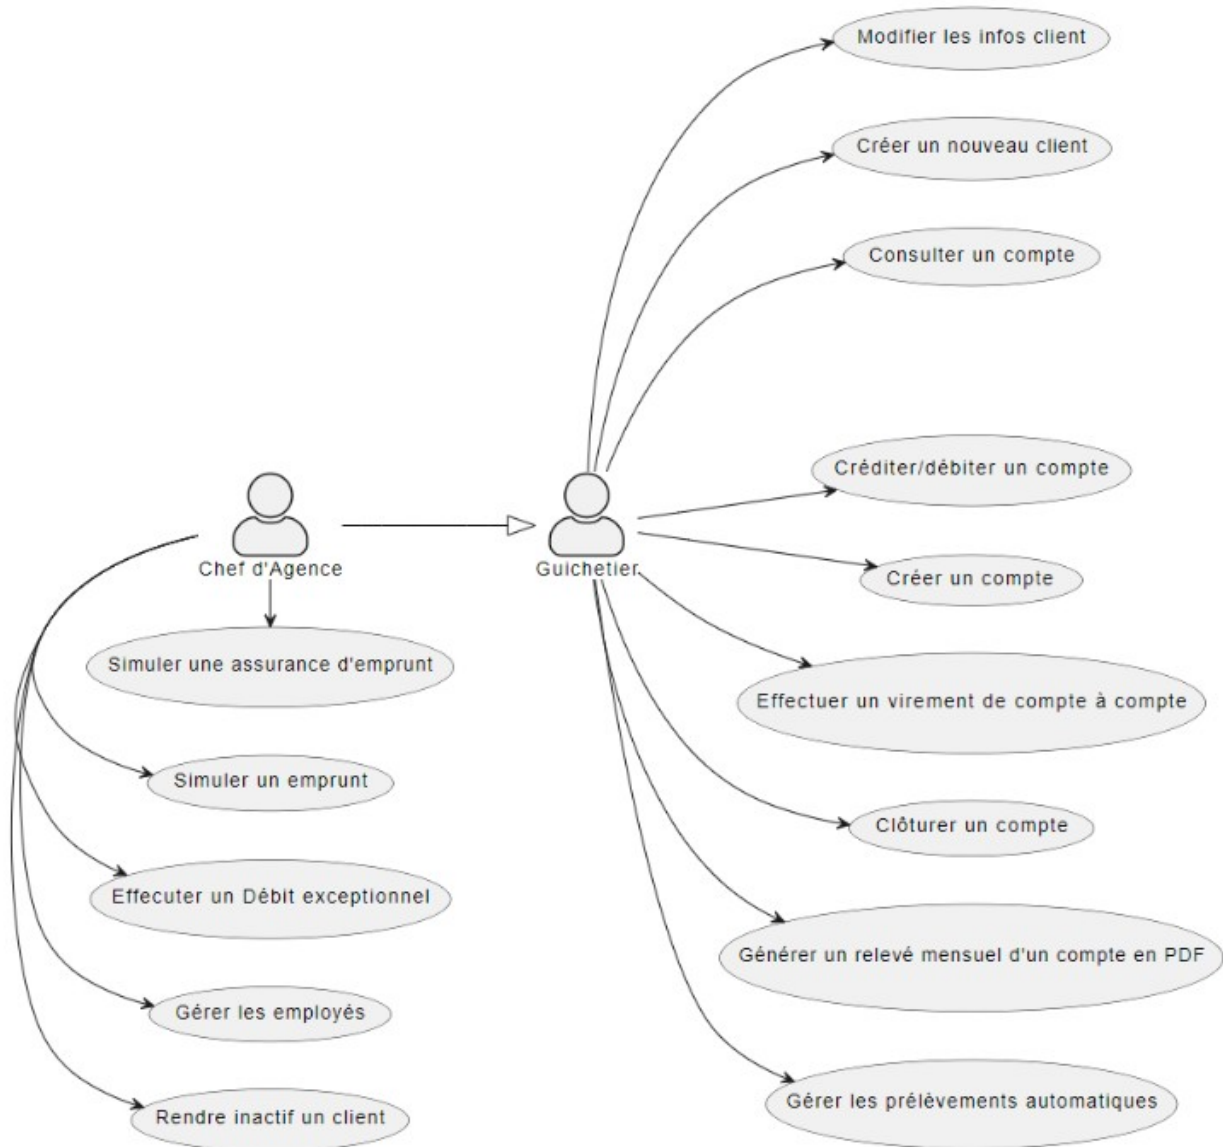 Modifier les infos client
Créer un nouveau client
Consulter un compte
Créditer/débiter un compte
Chef d'Agence
Guichetier
Créer un compte
Simuler une assurance d'emprunt
Effectuer un virement de compte à compte
Simuler un emprunt
Clôturer un compte
Effecuter un Débit exceptionnel
Générer un relevé mensuel d'un compte en PDF
Gérer les employés
Gérer les prélèvements automatiques
Rendre inactif un client